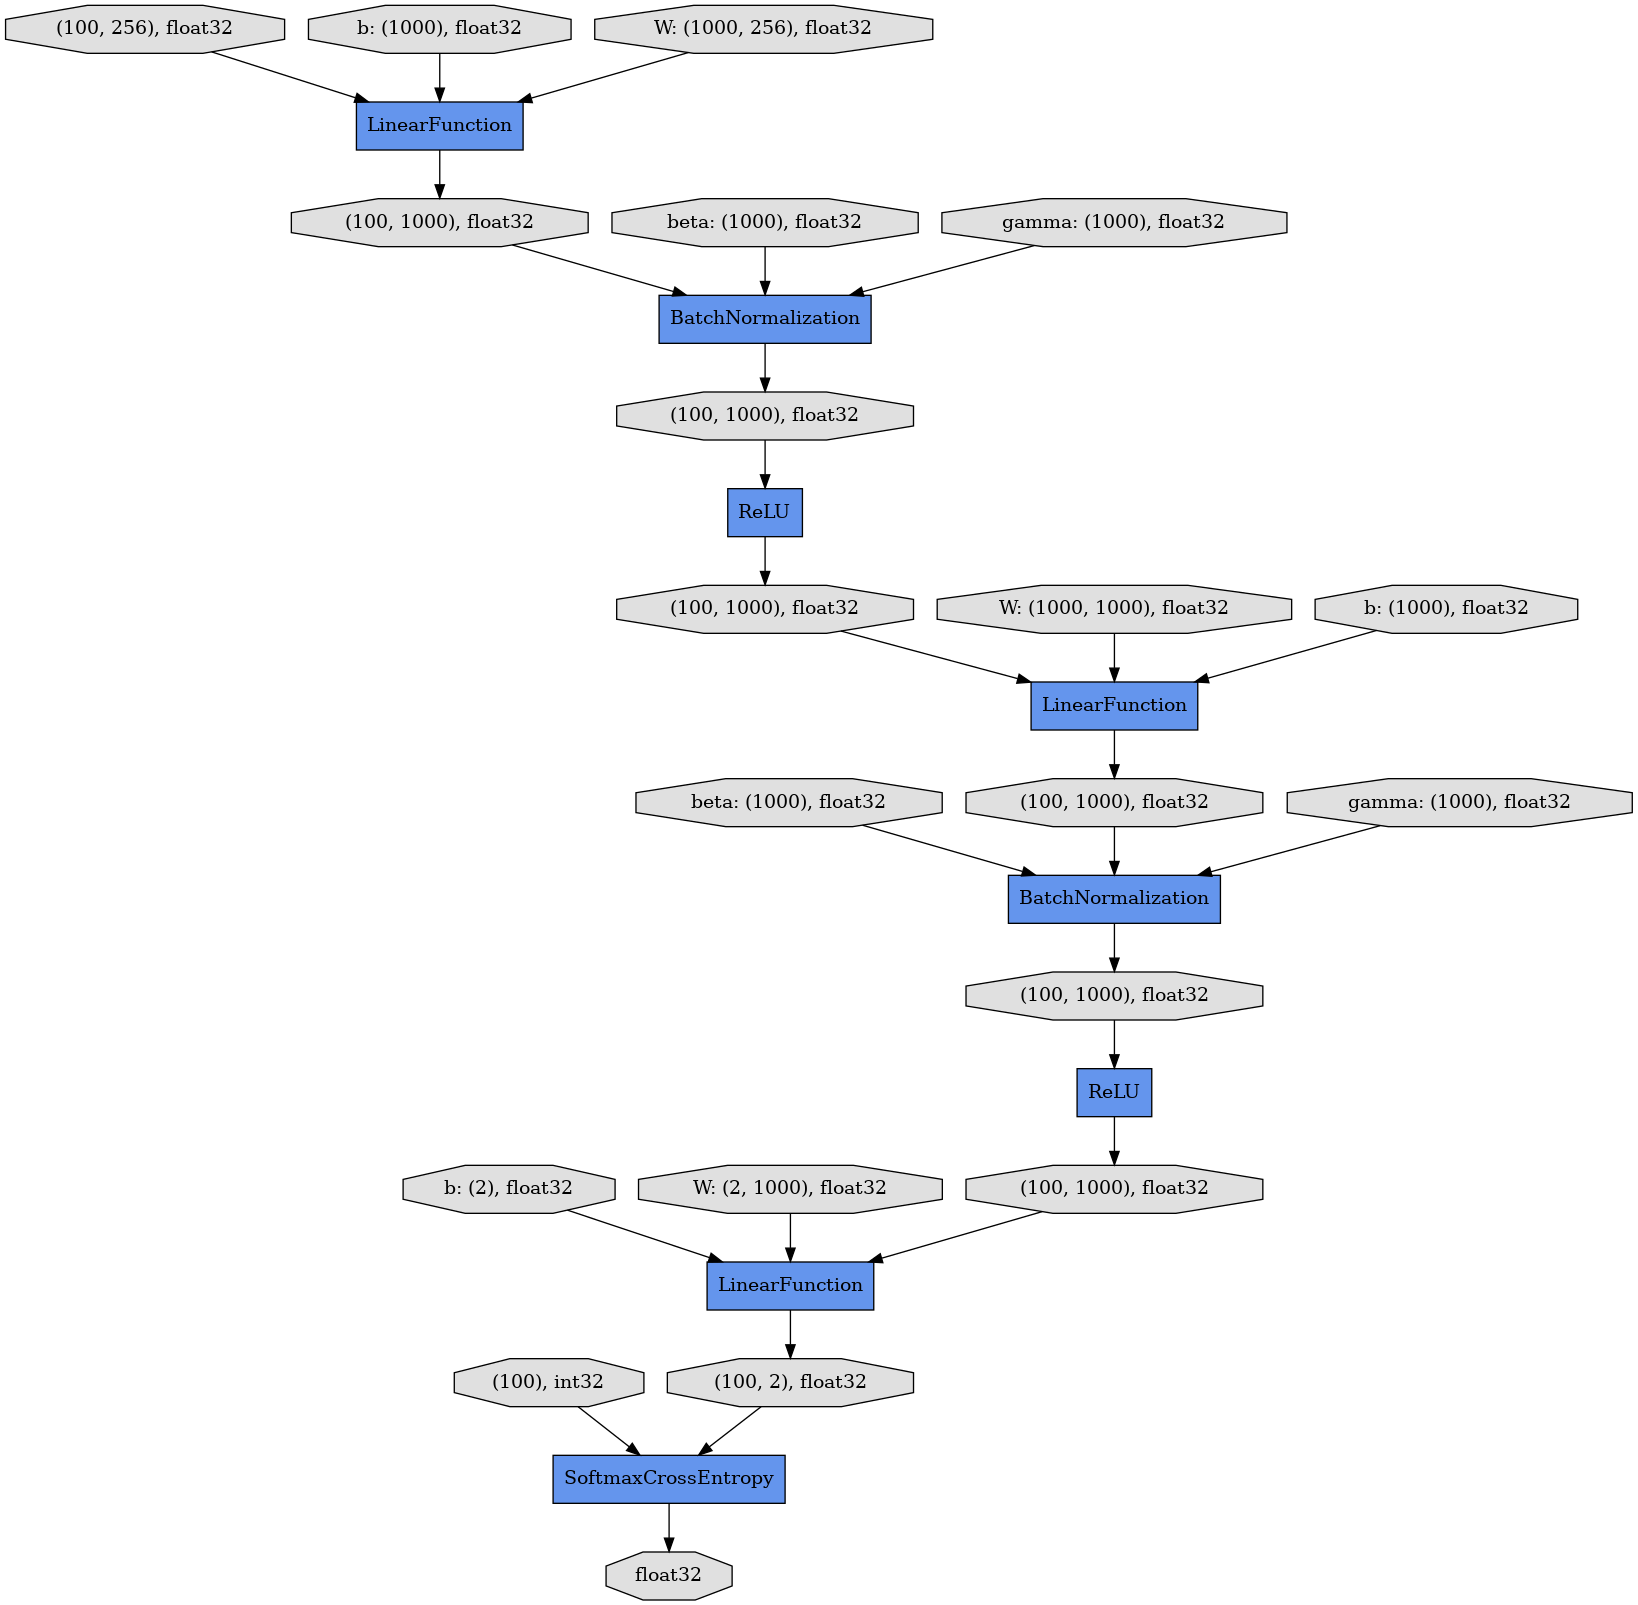 (100, 256), float32
b: (1000), float32
W: (1000, 256), float32
LinearFunction
(100, 1000), float32
beta: (1000), float32
gamma: (1000), float32
BatchNormalization
(100, 1000), float32
ReLU
(100, 1000), float32
W: (1000, 1000), float32
b: (1000), float32
LinearFunction
beta: (1000), float32
(100, 1000), float32
gamma: (1000), float32
BatchNormalization
(100, 1000), float32
ReLU
b: (2), float32
W: (2, 1000), float32
(100, 1000), float32
LinearFunction
(100), int32
(100, 2), float32
SoftmaxCrossEntropy
float32